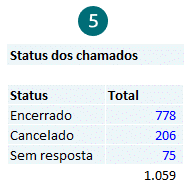 5
Status dos chamados
Status Total
Encerrado 778
Cancelado 206
Sem resposta 75
1.059